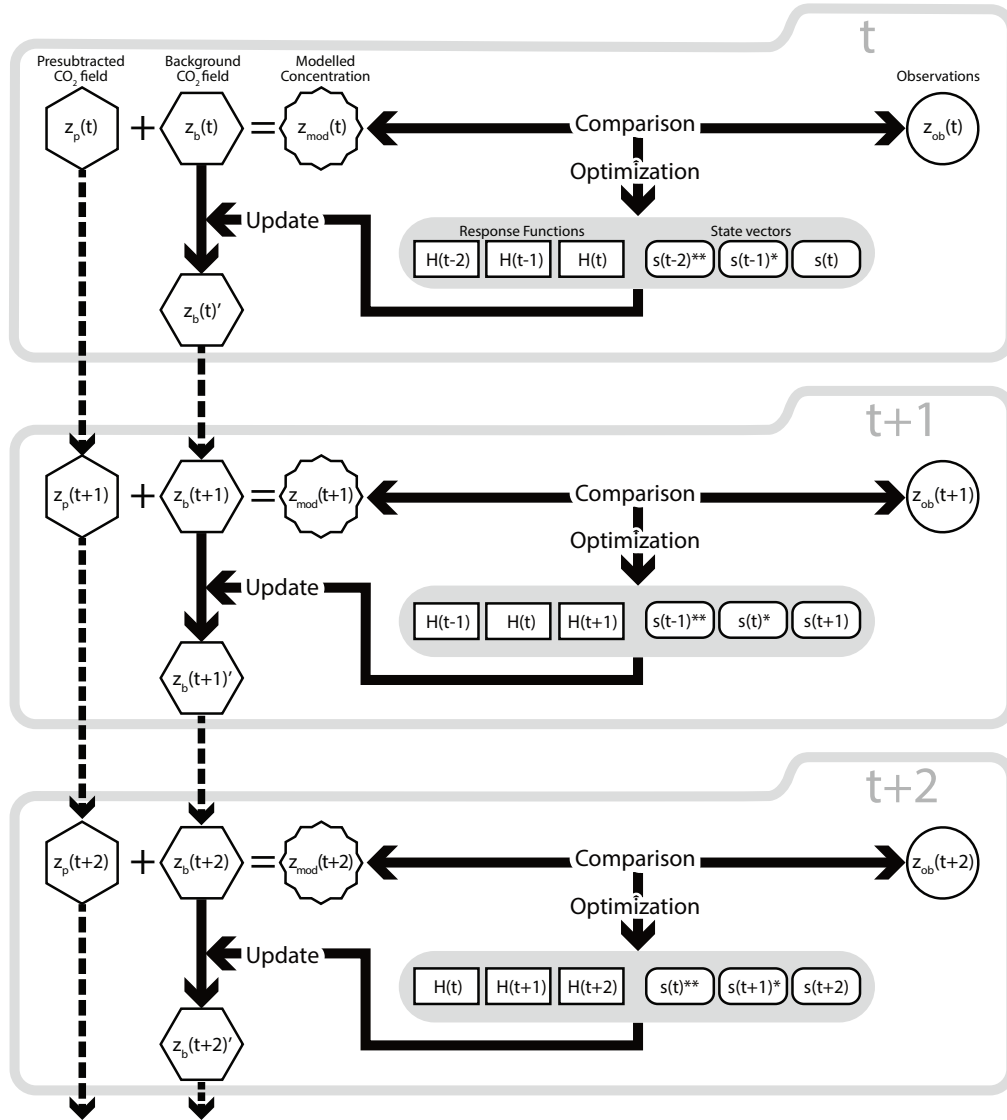 t
Presubtracted
CO2 field
Background
CO2 field
Modelled
Concentration
Observations
zp(t) + zb(t) = zmod(t)
Comparison
zob(t)
Optimization
Update
Response Functions
State vectors
H(t-2) H(t-1) H(t) s(t-2)** s(t-1)* s(t)
zb(t)′
t+1
zp(t+1) + zb(t+1) = zmod(t+1)
Comparison
zob(t+1)
Optimization
Update
H(t-1) H(t) H(t+1) s(t-1)** s(t)* s(t+1)
zb(t+1)′
t+2
zp(t+2) + zb(t+2) = zmod(t+2)
Comparison
zob(t+2)
Optimization
Update
H(t) H(t+1) H(t+2) s(t)** s(t+1)* s(t+2)
zb(t+2)′